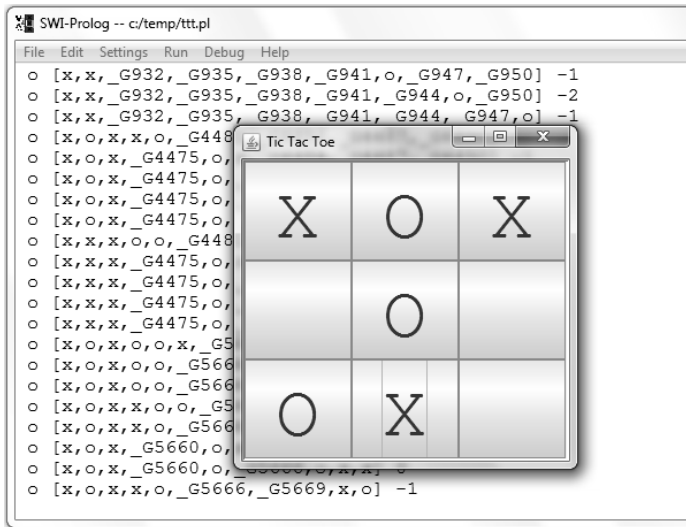 SWI-Prolog -- c:/temp/ttt.pl
File Edit Settings Run Debug Help
o [x,x,_G932,_G935,_G938,_G941,o,_G947,_G950] -1
o [x,x,_G932,_G935,_G938,_G941,_G944,o,_G950] -2
o [x,x,_G932,_G935,_G938,_G941,_G944,_G947,o] -1
o [x,o,x,x,o,_G448
o [x,o,x,_G4475,o,
o [x,o,x,_G4475,o,
o [x,o,x,_G4475,o,
o [x,o,x,_G4475,o,
o [x,x,x,o,o,_G448
o [x,x,x,_G4475,o,
o [x,x,x,_G4475,o,
o [x,x,x,_G4475,o,
o [x,x,x,_G4475,o,
o [x,o,x,o,o,x,_G5
o [x,o,x,o,o,_G566
o [x,o,x,o,o,_G566
o [x,o,x,x,o,o,_G5
o [x,o,x,x,o,_G566
o [x,o,x,_G5660,o,
o [x,o,x,_G5660,o,
o [x,o,x,x,o,_G5666,_G5669,x,o] -1
Tic Tac Toe
X O X
O
O X